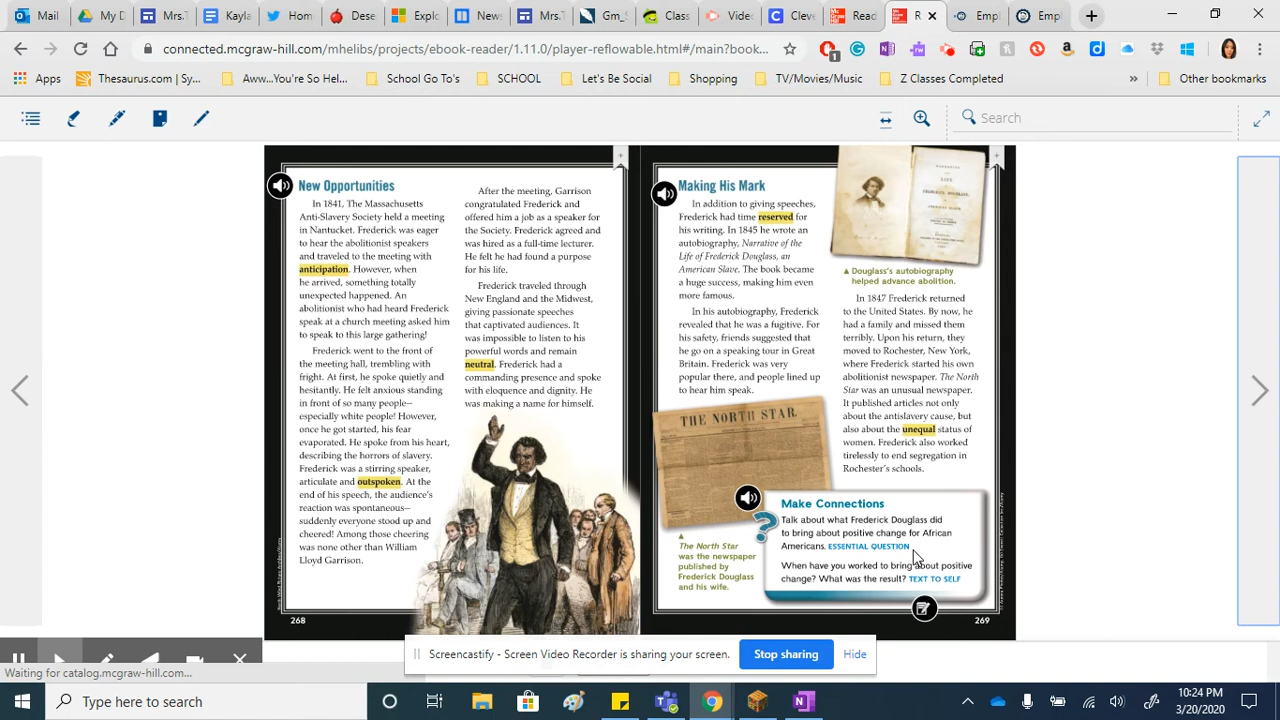 Mrs.
Kayla
Tw
Des
Expl
News
Mrs.T
Gm_S
Class
Video
Cleve
Read
R
Empl
Empl
connected.mcgraw-hill.com/mhelibs/projects/ebook-reader/1.11.0/player-reflowable.html#/main?book...
1
Apps
Thesaurus.com | Sy...
Aww...You're So Hel...
School Go To's
SCHOOL
Let's Be Social
Shopping
TV/Movies/Music
Z Classes Completed
»
Other bookmarks
Search
New Opportunities
In 1841, The Massachusetts
Anti-Slavery Society held a meeting
in Nantucket. Frederick was eager
to hear the abolitionist speakers
and traveled to the meeting with
anticipation. However, when
he arrived, something totally
unexpected happened. An
abolitionist who had heard Frederick
speak at a church meeting asked him
to speak to this large gathering!
Frederick went to the front of
the meeting hall, trembling with
fright. At first, he spoke quietly and
hesitantly. He felt anxious standing
in front of so many people—
especially white people! However,
once he got started, his fear
evaporated. He spoke from his heart,
describing the horrors of slavery.
Frederick was a stirring speaker,
articulate and outspoken. At the
end of his speech, the audience's
reaction was spontaneous—
suddenly everyone stood up and
cheered! Among those cheering
was none other than William
Lloyd Garrison.
After the meeting, Garrison
congratulated Frederick and
offered him a job as a speaker for
the Society. Frederick agreed and
was hired as a full-time lecturer.
He felt he had found a purpose
for his life.
Frederick traveled through
New England and the Midwest,
giving passionate speeches
that captivated audiences. It
was impossible to listen to his
powerful words and remain
neutral. Frederick had a
commanding presence and spoke
with eloquence and dignity. He
was making a name for himself.
268
Making His Mark
In addition to giving speeches,
Frederick had time reserved for
his writing. In 1845 he wrote an
autobiography, Narrative of the
Life of Frederick Douglass, an
American Slave. The book became
a huge success, making him even
more famous.
In his autobiography, Frederick
revealed that he was a fugitive. For
his safety, friends suggested that
he go on a speaking tour in Great
Britain. Frederick was very
popular there, and people lined up
to hear him speak.
THE NORTH STAR
▲
The North Star
was the newspaper
published by
Frederick Douglass
and his wife.
LIFE
FREDERICK DOUGLASS,
▲ Douglass's autobiography
helped advance abolition.
In 1847 Frederick returned
to the United States. By now, he
had a family and missed them
terribly. Upon his return, they
moved to Rochester, New York,
where Frederick started his own
abolitionist newspaper. The North
Star was an unusual newspaper.
It published articles not only
about the antislavery cause, but
also about the unequal status of
women. Frederick also worked
tirelessly to end segregation in
Rochester's schools.
?
Make Connections
Talk about what Frederick Douglass did
to bring about positive change for African
Americans. ESSENTIAL QUESTION
When have you worked to bring about positive
change? What was the result? TEXT TO SELF
269
Screencastify - Screen Video Recorder is sharing your screen.
Stop sharing
Hide
Waiting for catalog.mcgraw-hill.com...
Type here to search
10:24 PM
3/20/2020